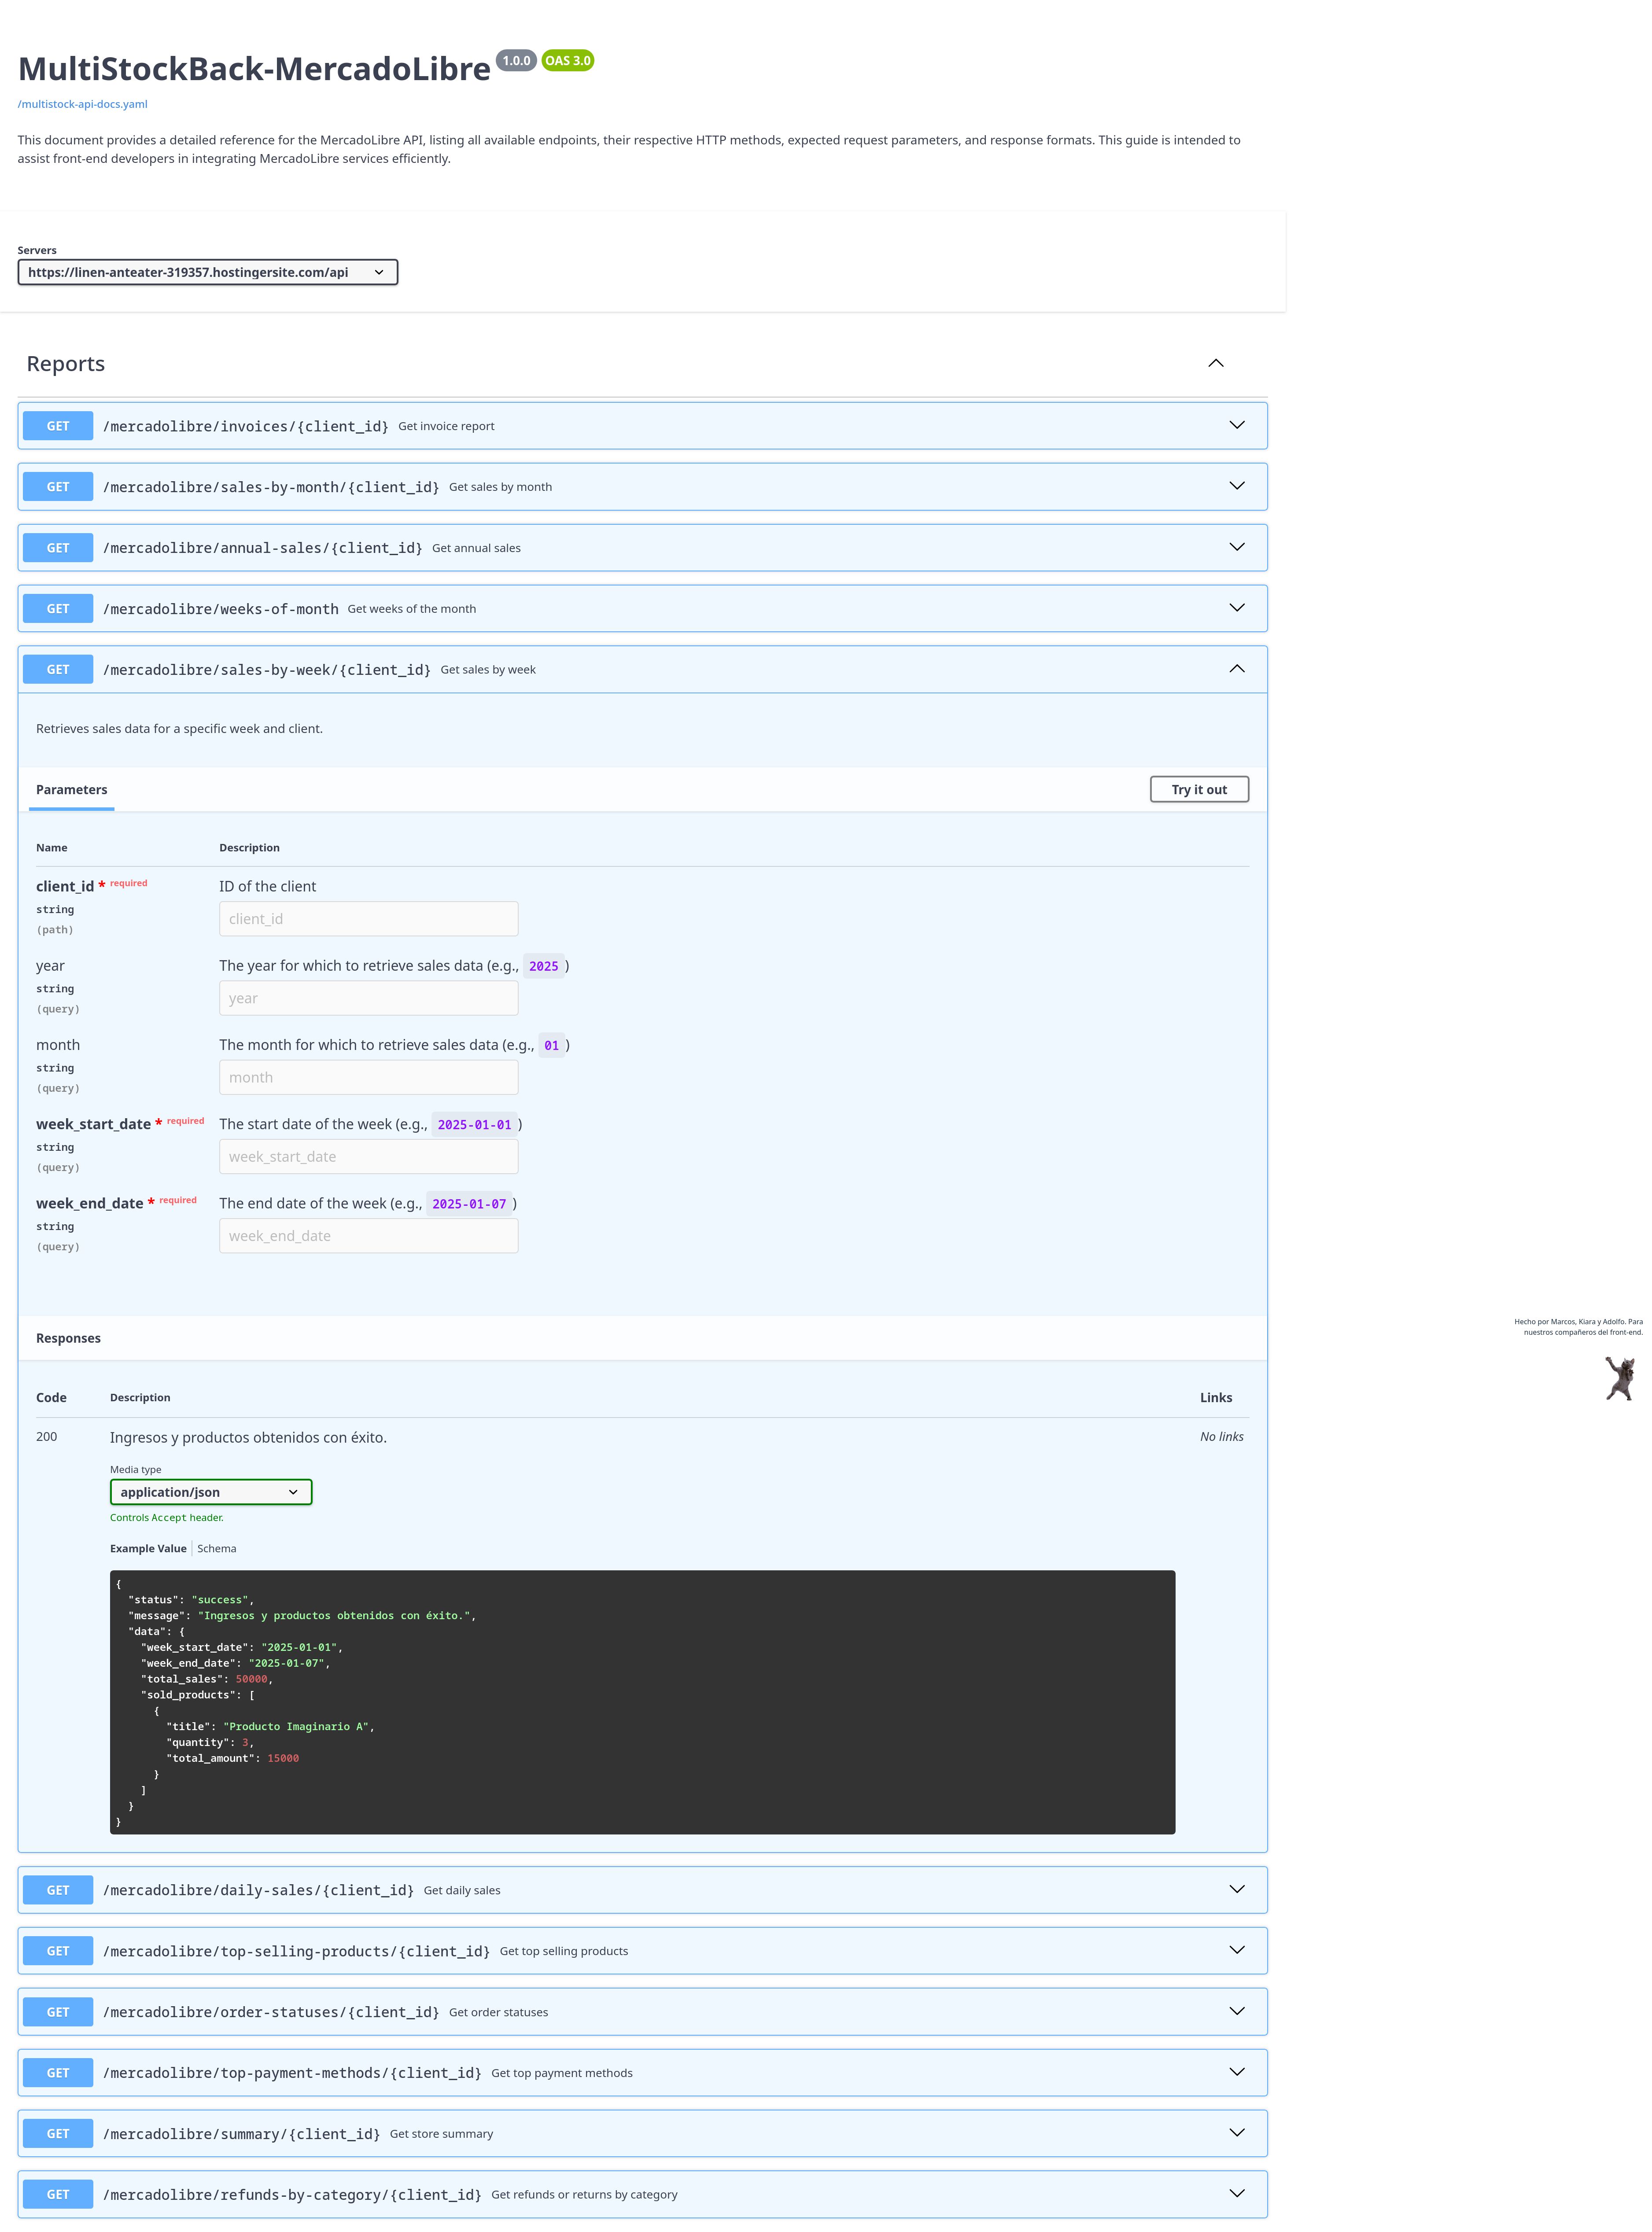 MultiStockBack-MercadoLibre 1.0.0 OAS 3.0
/multistock-api-docs.yaml
This document provides a detailed reference for the MercadoLibre API, listing all available endpoints, their respective HTTP methods, expected request parameters, and response formats. This guide is intended to
assist front-end developers in integrating MercadoLibre services efficiently.
Servers
https://linen-anteater-319357.hostingersite.com/api
Reports
GET /mercadolibre/invoices/{client_id} Get invoice report
GET /mercadolibre/sales-by-month/{client_id} Get sales by month
GET /mercadolibre/annual-sales/{client_id} Get annual sales
GET /mercadolibre/weeks-of-month Get weeks of the month
GET /mercadolibre/sales-by-week/{client_id} Get sales by week
Retrieves sales data for a specific week and client.
Parameters Try it out
Name Description
client_id * required ID of the client
string client_id
(path)
year The year for which to retrieve sales data (e.g., 2025 )
string year
(query)
month The month for which to retrieve sales data (e.g., 01 )
string month
(query)
week_start_date * required The start date of the week (e.g., 2025-01-01 )
string week_start_date
(query)
week_end_date * required The end date of the week (e.g., 2025-01-07 )
string week_end_date
(query)
Responses
Hecho por Marcos, Kiara y Adolfo. Para
nuestros compañeros del front-end.
Code Description Links
200 Ingresos y productos obtenidos con éxito. No links
Media type
application/json
Controls Accept header.
Example Value Schema
{
"status": "success",
"message": "Ingresos y productos obtenidos con éxito.",
"data": {
"week_start_date": "2025-01-01",
"week_end_date": "2025-01-07",
"total_sales": 50000,
"sold_products": [
{
"title": "Producto Imaginario A",
"quantity": 3,
"total_amount": 15000
}
]
}
}
GET /mercadolibre/daily-sales/{client_id} Get daily sales
GET /mercadolibre/top-selling-products/{client_id} Get top selling products
GET /mercadolibre/order-statuses/{client_id} Get order statuses
GET /mercadolibre/top-payment-methods/{client_id} Get top payment methods
GET /mercadolibre/summary/{client_id} Get store summary
GET /mercadolibre/refunds-by-category/{client_id} Get refunds or returns by category